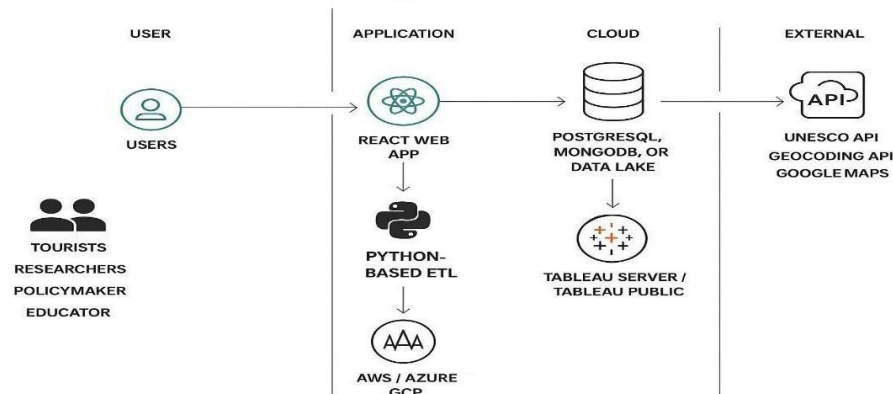 USER
APPLICATION
CLOUD
EXTERNAL
USERS
REACT WEB
APP
POSTGRESQL,
MONGODB, OR
DATA LAKE
API
UNESCO API
GEOCODING API
GOOGLE MAPS
TOURISTS
RESEARCHERS
POLICYMAKER
EDUCATOR
PYTHON-
BASED ETL
TABLEAU SERVER /
TABLEAU PUBLIC
AWS / AZURE
GCP